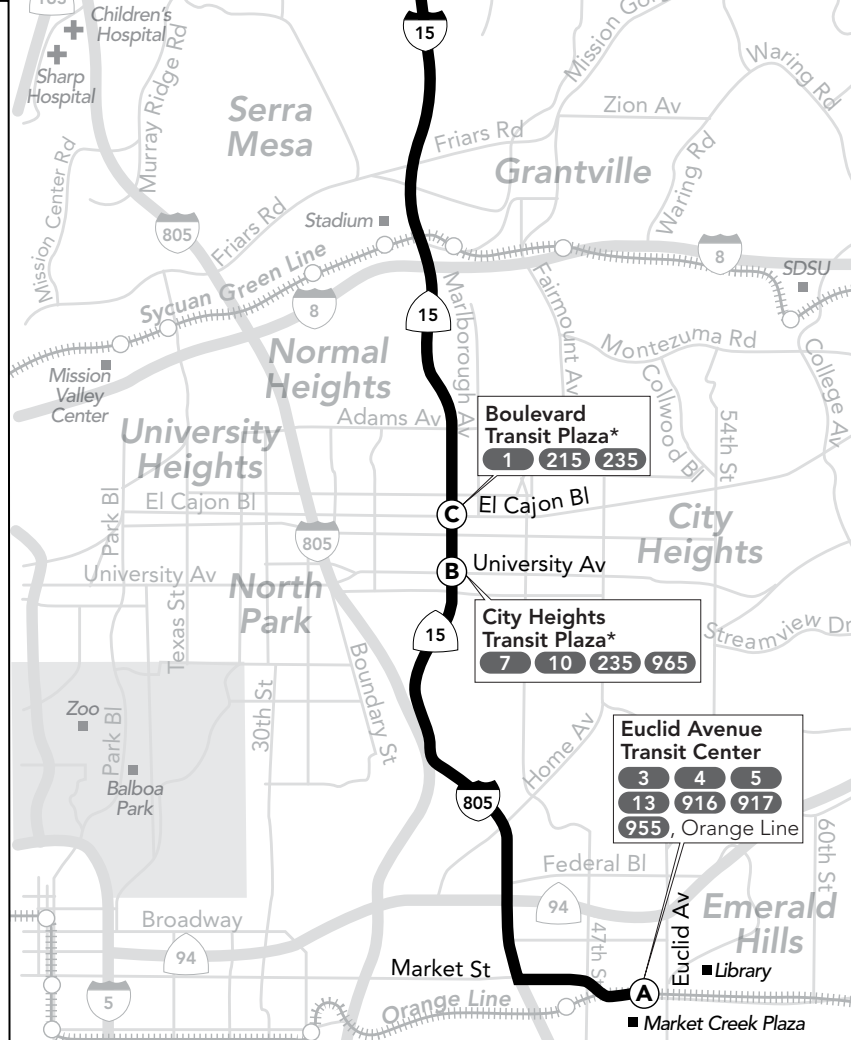 163
15
Children's
Hospital
Sharp
Hospital
Murray Ridge Rd
Serra
Mesa
Mission Gor
Waring Rd
Zion Av
Friars Rd
Grantville
Waring Rd
Mission Center Rd
805
Friars Rd
Stadium
8
SDSU
Sycuan Green Line
8
15
Marlborough Av
Fairmount Av
Montezuma Rd
College Av
Normal
Heights
Mission
Valley
Center
Collwood Bl
54th St
Adams Av
Boulevard
Transit Plaza*
1 215 235
University
Heights
Park Bl
El Cajon Bl
C
El Cajon Bl
City
Heights
805
B
University Av
University Av
Texas St
North
Park
City Heights
Transit Plaza*
7 10 235 965
15
Streamview Dr
Boundary St
30th St
Zoo
Park Bl
Balboa
Park
Home Av
Euclid Avenue
Transit Center
3 4 5
13 916 917
955, Orange Line
805
60th St
Federal Bl
94
Emerald
Hills
Broadway
94
47th St
Euclid Av
Market St
Library
A
5
Orange Line
Market Creek Plaza